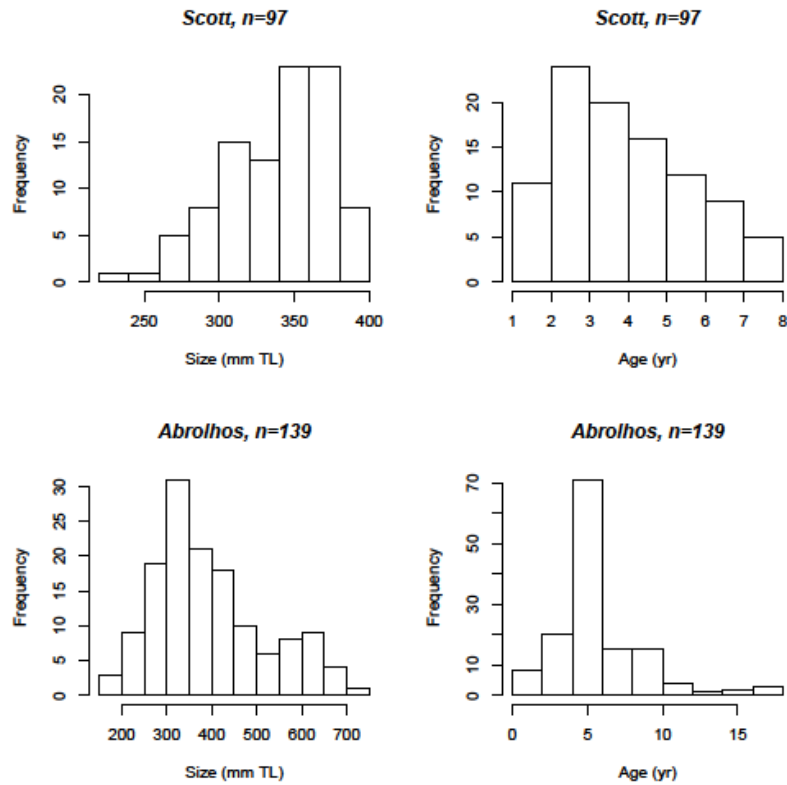 Scott, n=97
Frequency
0 5 10 15 20
250 300 350 400
Size (mm TL)
Scott, n=97
Frequency
0 5 10 15 20
1 2 3 4 5 6 7 8
Age (yr)
Abrolhos, n=139
Frequency
0 5 10 15 20 25 30
200 300 400 500 600 700
Size (mm TL)
Abrolhos, n=139
Frequency
0 10 30 50 70
0 5 10 15
Age (yr)